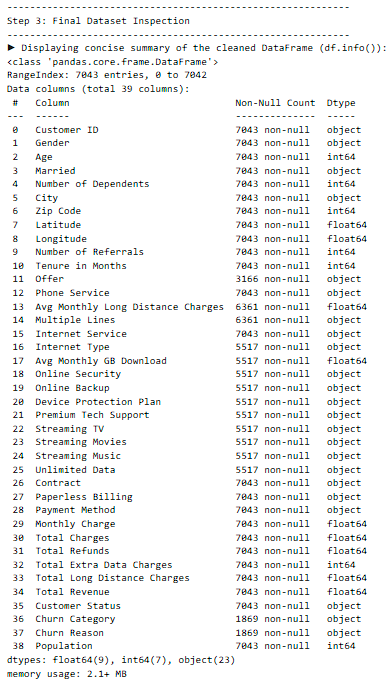 ------------------------------------------------------
Step 3: Final Dataset Inspection
------------------------------------------------------
► Displaying concise summary of the cleaned DataFrame (df.info()):
<class 'pandas.core.frame.DataFrame'>
RangeIndex: 7043 entries, 0 to 7042
Data columns (total 39 columns):
 #   Column                             Non-Null Count  Dtype
---  ------                             --------------  -----
 0   Customer ID                        7043 non-null   object
 1   Gender                             7043 non-null   object
 2   Age                                7043 non-null   int64
 3   Married                            7043 non-null   object
 4   Number of Dependents               7043 non-null   int64
 5   City                               7043 non-null   object
 6   Zip Code                           7043 non-null   int64
 7   Latitude                           7043 non-null   float64
 8   Longitude                          7043 non-null   float64
 9   Number of Referrals                7043 non-null   int64
 10  Tenure in Months                   7043 non-null   int64
 11  Offer                              3166 non-null   object
 12  Phone Service                      7043 non-null   object
 13  Avg Monthly Long Distance Charges  6361 non-null   float64
 14  Multiple Lines                     6361 non-null   object
 15  Internet Service                   7043 non-null   object
 16  Internet Type                      5517 non-null   object
 17  Avg Monthly GB Download            5517 non-null   float64
 18  Online Security                    5517 non-null   object
 19  Online Backup                      5517 non-null   object
 20  Device Protection Plan             5517 non-null   object
 21  Premium Tech Support               5517 non-null   object
 22  Streaming TV                       5517 non-null   object
 23  Streaming Movies                   5517 non-null   object
 24  Streaming Music                    5517 non-null   object
 25  Unlimited Data                     5517 non-null   object
 26  Contract                           7043 non-null   object
 27  Paperless Billing                  7043 non-null   object
 28  Payment Method                     7043 non-null   object
 29  Monthly Charge                     7043 non-null   float64
 30  Total Charges                      7043 non-null   float64
 31  Total Refunds                      7043 non-null   float64
 32  Total Extra Data Charges           7043 non-null   int64
 33  Total Long Distance Charges        7043 non-null   float64
 34  Total Revenue                      7043 non-null   float64
 35  Customer Status                    7043 non-null   object
 36  Churn Category                     1869 non-null   object
 37  Churn Reason                       1869 non-null   object
 38  Population                         7043 non-null   int64
dtypes: float64(9), int64(7), object(23)
memory usage: 2.1+ MB